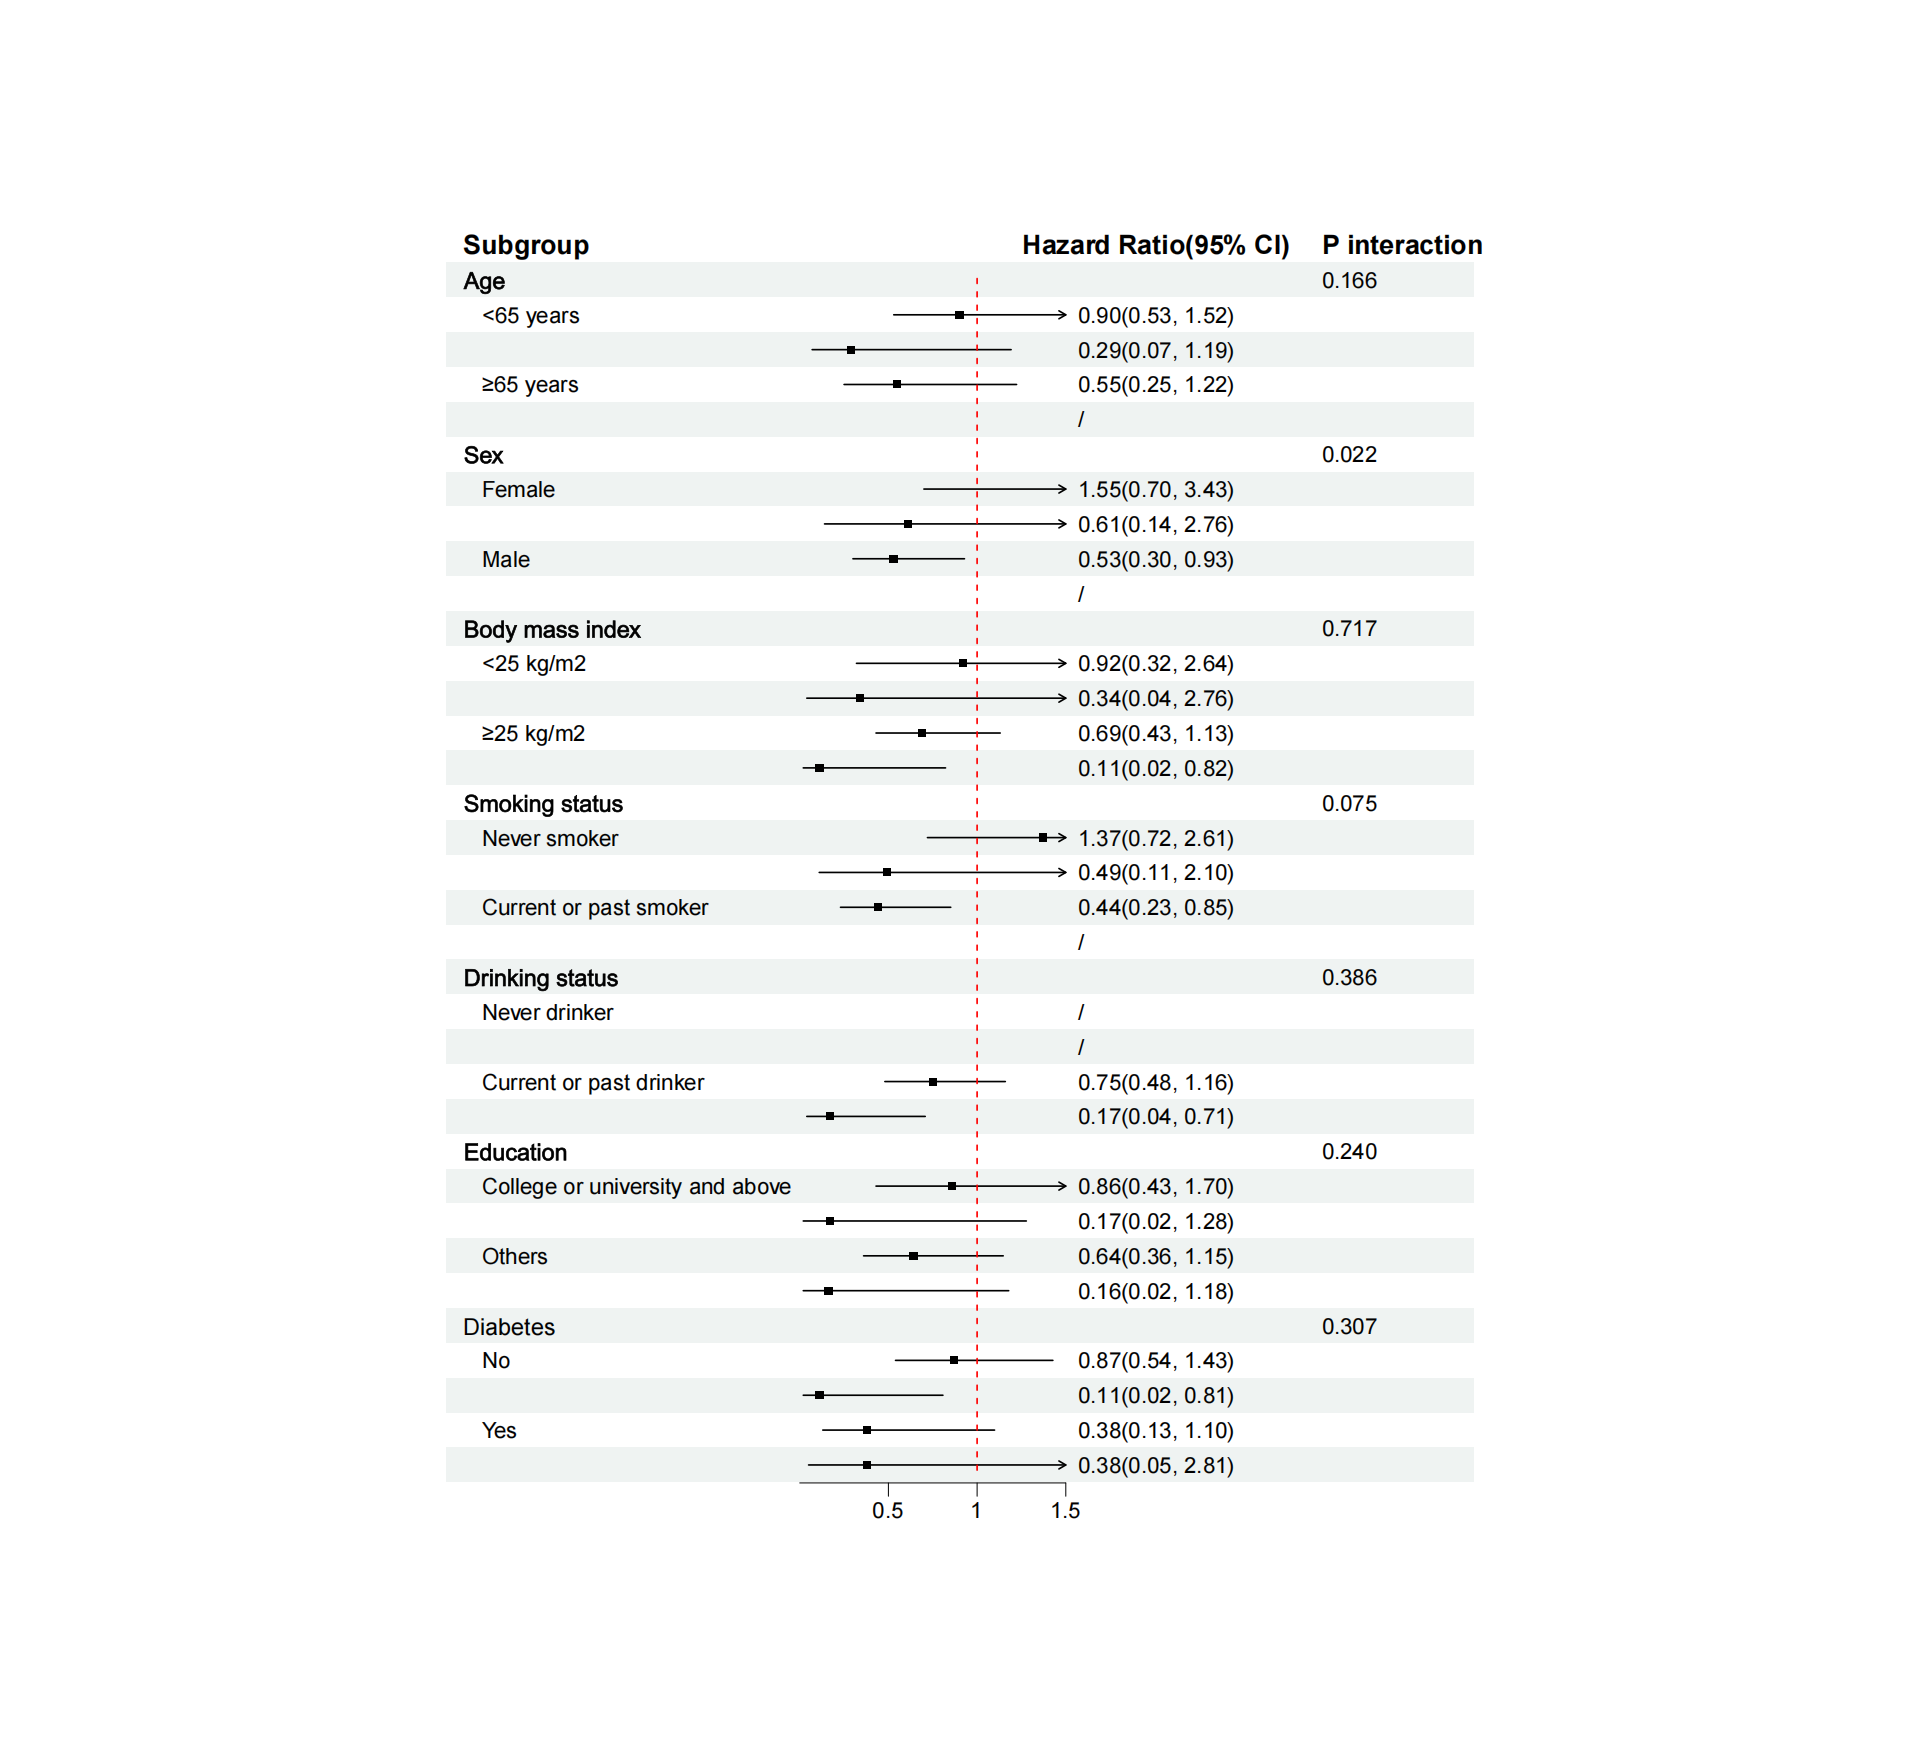 Subgroup Hazard Ratio(95% CI) P interaction
Age 0.166
<65 years 0.90(0.53, 1.52)
0.29(0.07, 1.19)
≥65 years 0.55(0.25, 1.22)
/
Sex 0.022
Female 1.55(0.70, 3.43)
0.61(0.14, 2.76)
Male 0.53(0.30, 0.93)
/
Body mass index 0.717
<25 kg/m2 0.92(0.32, 2.64)
0.34(0.04, 2.76)
≥25 kg/m2 0.69(0.43, 1.13)
0.11(0.02, 0.82)
Smoking status 0.075
Never smoker 1.37(0.72, 2.61)
0.49(0.11, 2.10)
Current or past smoker 0.44(0.23, 0.85)
/
Drinking status 0.386
Never drinker /
/
Current or past drinker 0.75(0.48, 1.16)
0.17(0.04, 0.71)
Education 0.240
College or university and above 0.86(0.43, 1.70)
0.17(0.02, 1.28)
Others 0.64(0.36, 1.15)
0.16(0.02, 1.18)
Diabetes 0.307
No 0.87(0.54, 1.43)
0.11(0.02, 0.81)
Yes 0.38(0.13, 1.10)
0.38(0.05, 2.81)
0.5 1 1.5